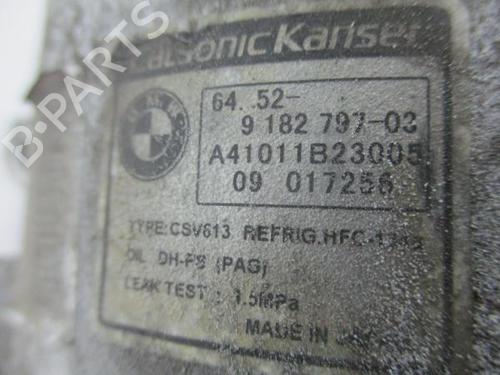 CalsonicKansei
BMW
64. 52-
9 182 797-03
A41011B23005
09 017256
TYPE:CSV613 REFRIG.HFC-134a
OIL DH-PS (PAG)
LEAK TEST : 1.5MPa
MADE IN